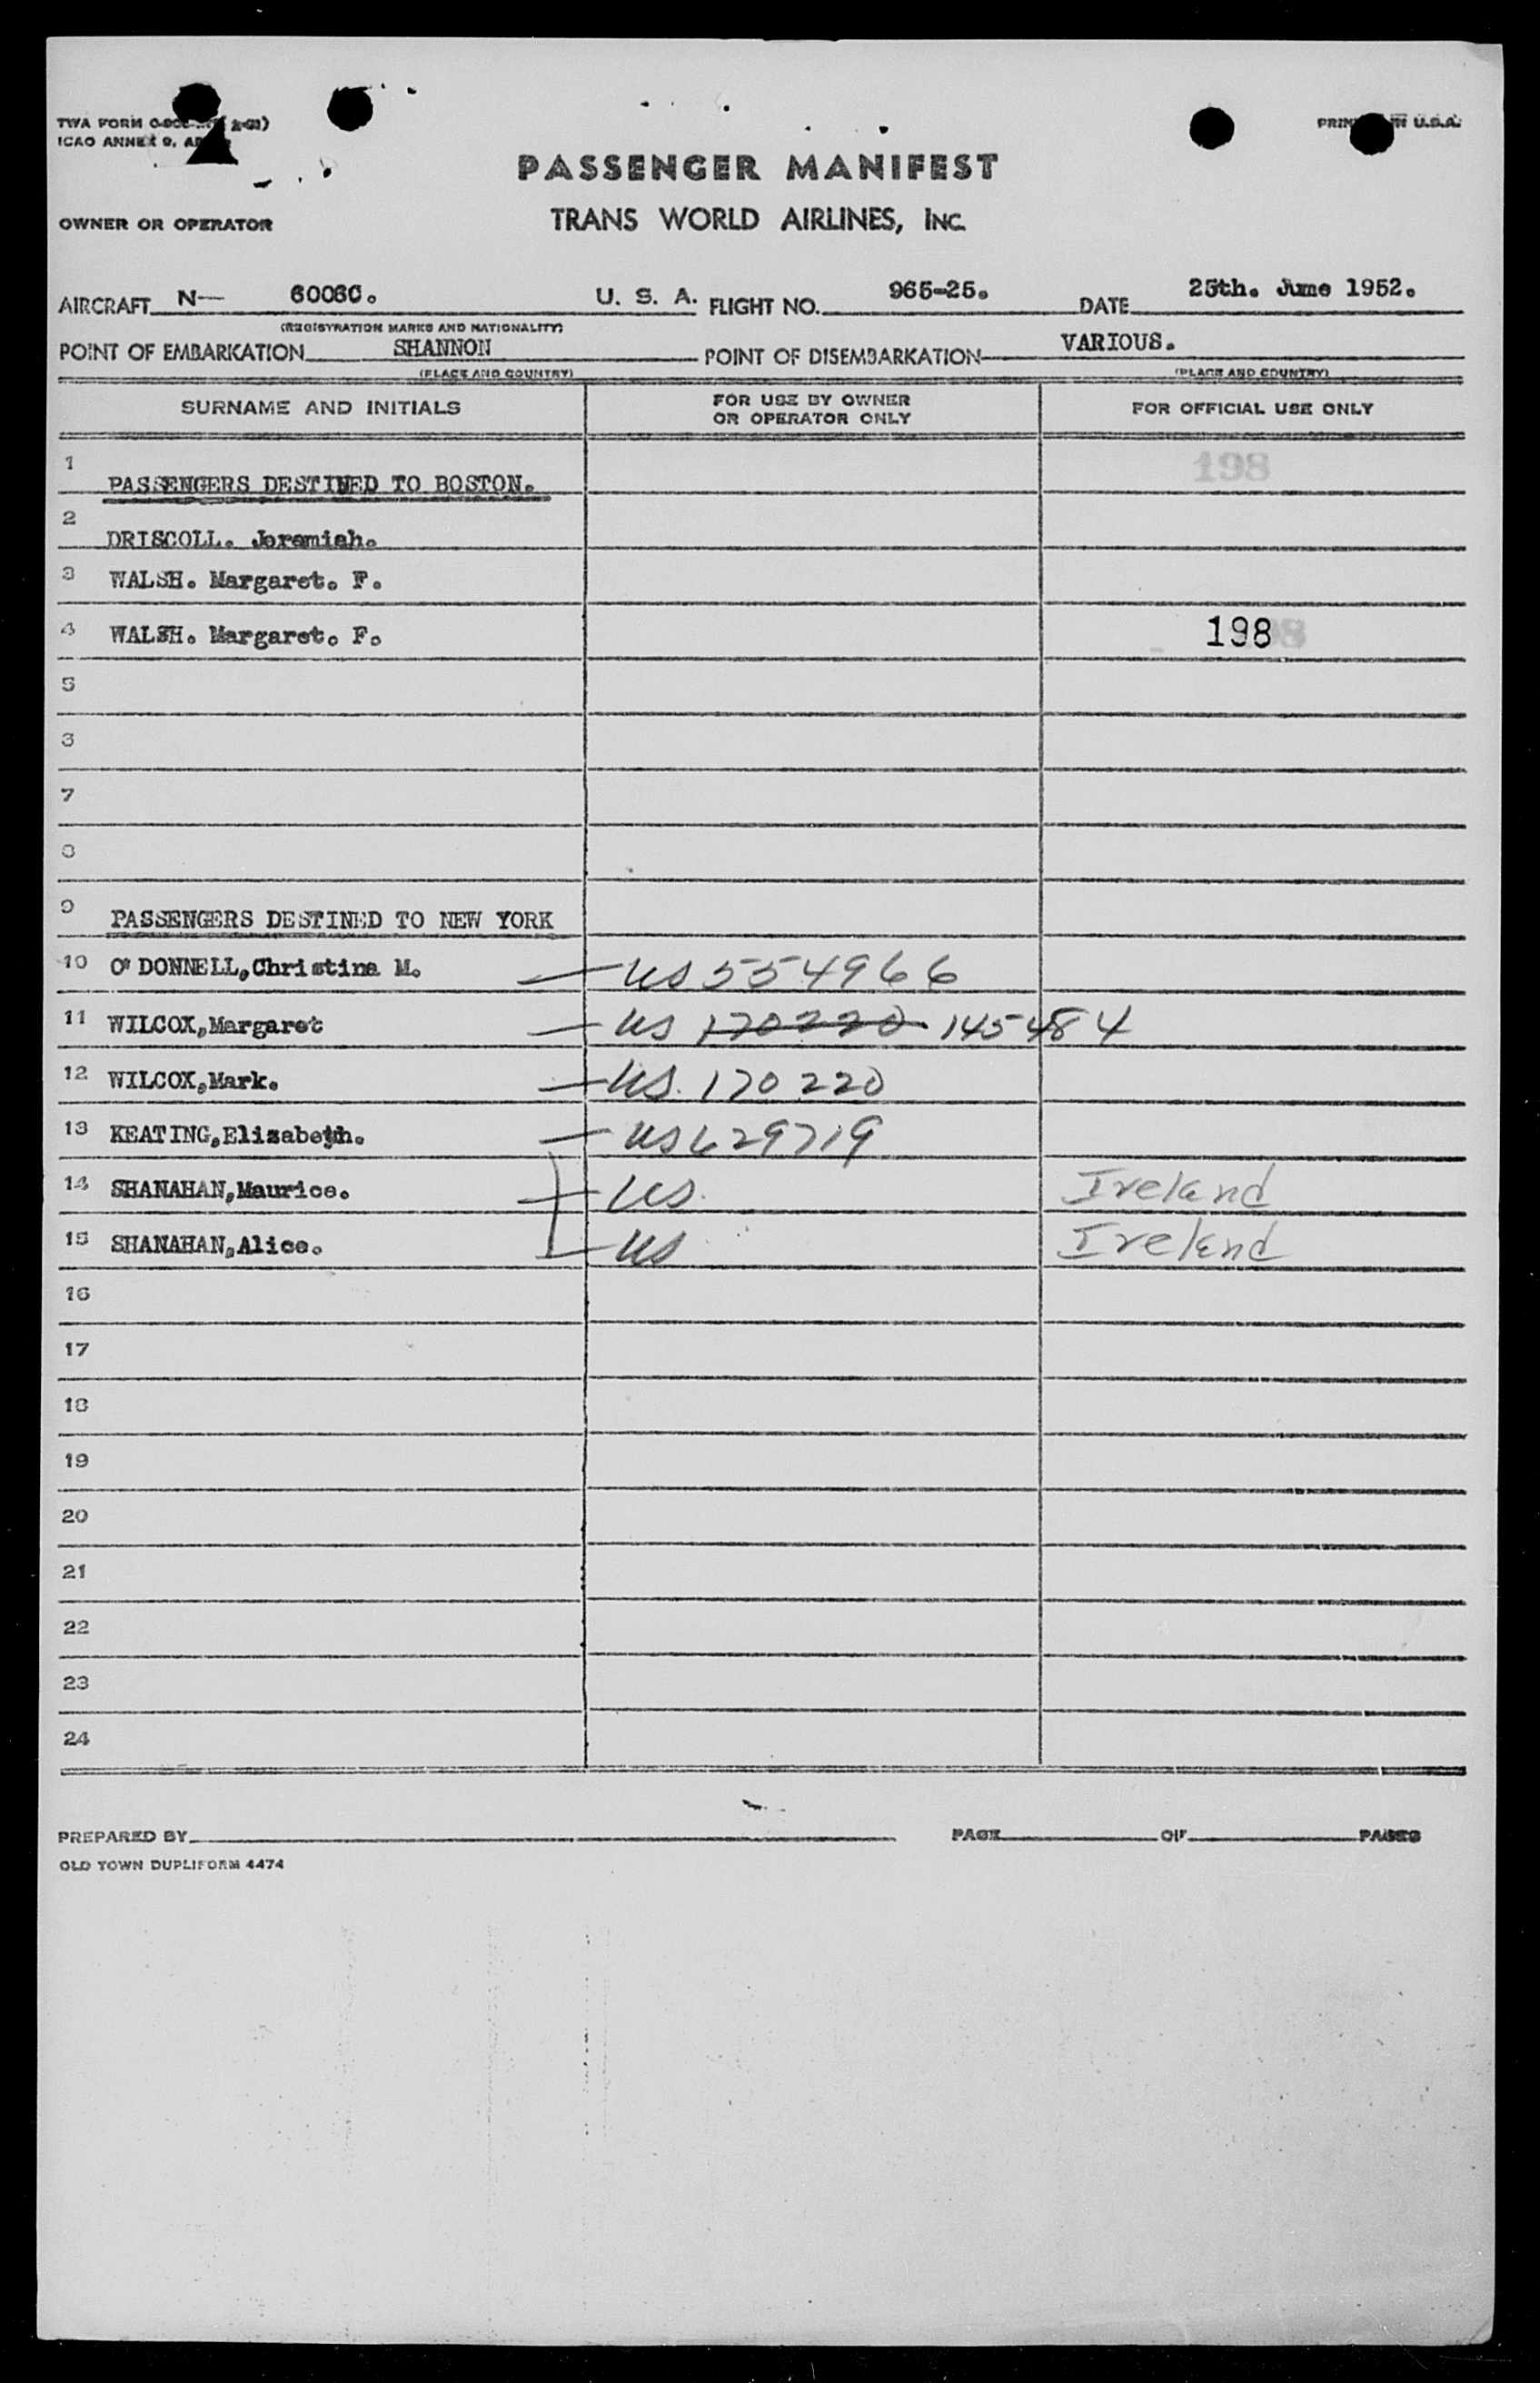 TWA FORM
ICAO ANNEX 9,
PRIN IN U.S.A.
PASSENGER MANIFEST
OWNER OR OPERATOR TRANS WORLD AIRLINES, INC.
AIRCRAFT N— 6006C. U. S. A. FLIGHT NO. 965-25. DATE 25th. June 1952.
(REGISTRATION MARKS AND NATIONALITY)
POINT OF EMBARKATION SHANNON POINT OF DISEMBARKATION VARIOUS.
(PLACE AND COUNTRY) (PLACE AND COUNTRY)
SURNAME AND INITIALS FOR USE BY OWNER OR OPERATOR ONLY FOR OFFICIAL USE ONLY
1 PASSENGERS DESTINED TO BOSTON. 198
2 DRISCOLL. Jeremiah.
3 WALSH. Margaret. F.
4 WALSH. Margaret. F. 198
5
6
7
8
9 PASSENGERS DESTINED TO NEW YORK
10 O'DONNELL,Christina M. — US 554966
11 WILCOX,Margaret — US 170220 145484
12 WILCOX,Mark. — US. 170220
13 KEATING,Elizabeth. — US 629719
14 SHANAHAN,Maurice. — US. Ireland
15 SHANAHAN,Alice. — US Ireland
16
17
18
19
20
21
22
23
24
PREPARED BY PAGE OF PAGES
OLD TOWN DUPLIFORM 4474